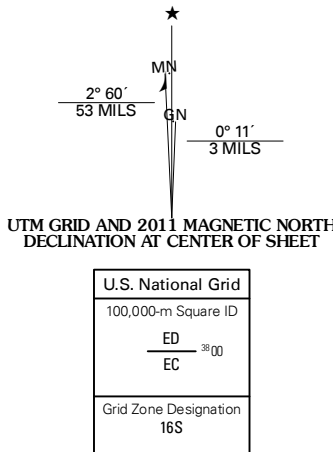 ★
MN
2° 60´
53 MILS
GN
0° 11´
3 MILS
UTM GRID AND 2011 MAGNETIC NORTH
DECLINATION AT CENTER OF SHEET
U.S. National Grid
100,000-m Square ID
ED
3800
EC
Grid Zone Designation
16S